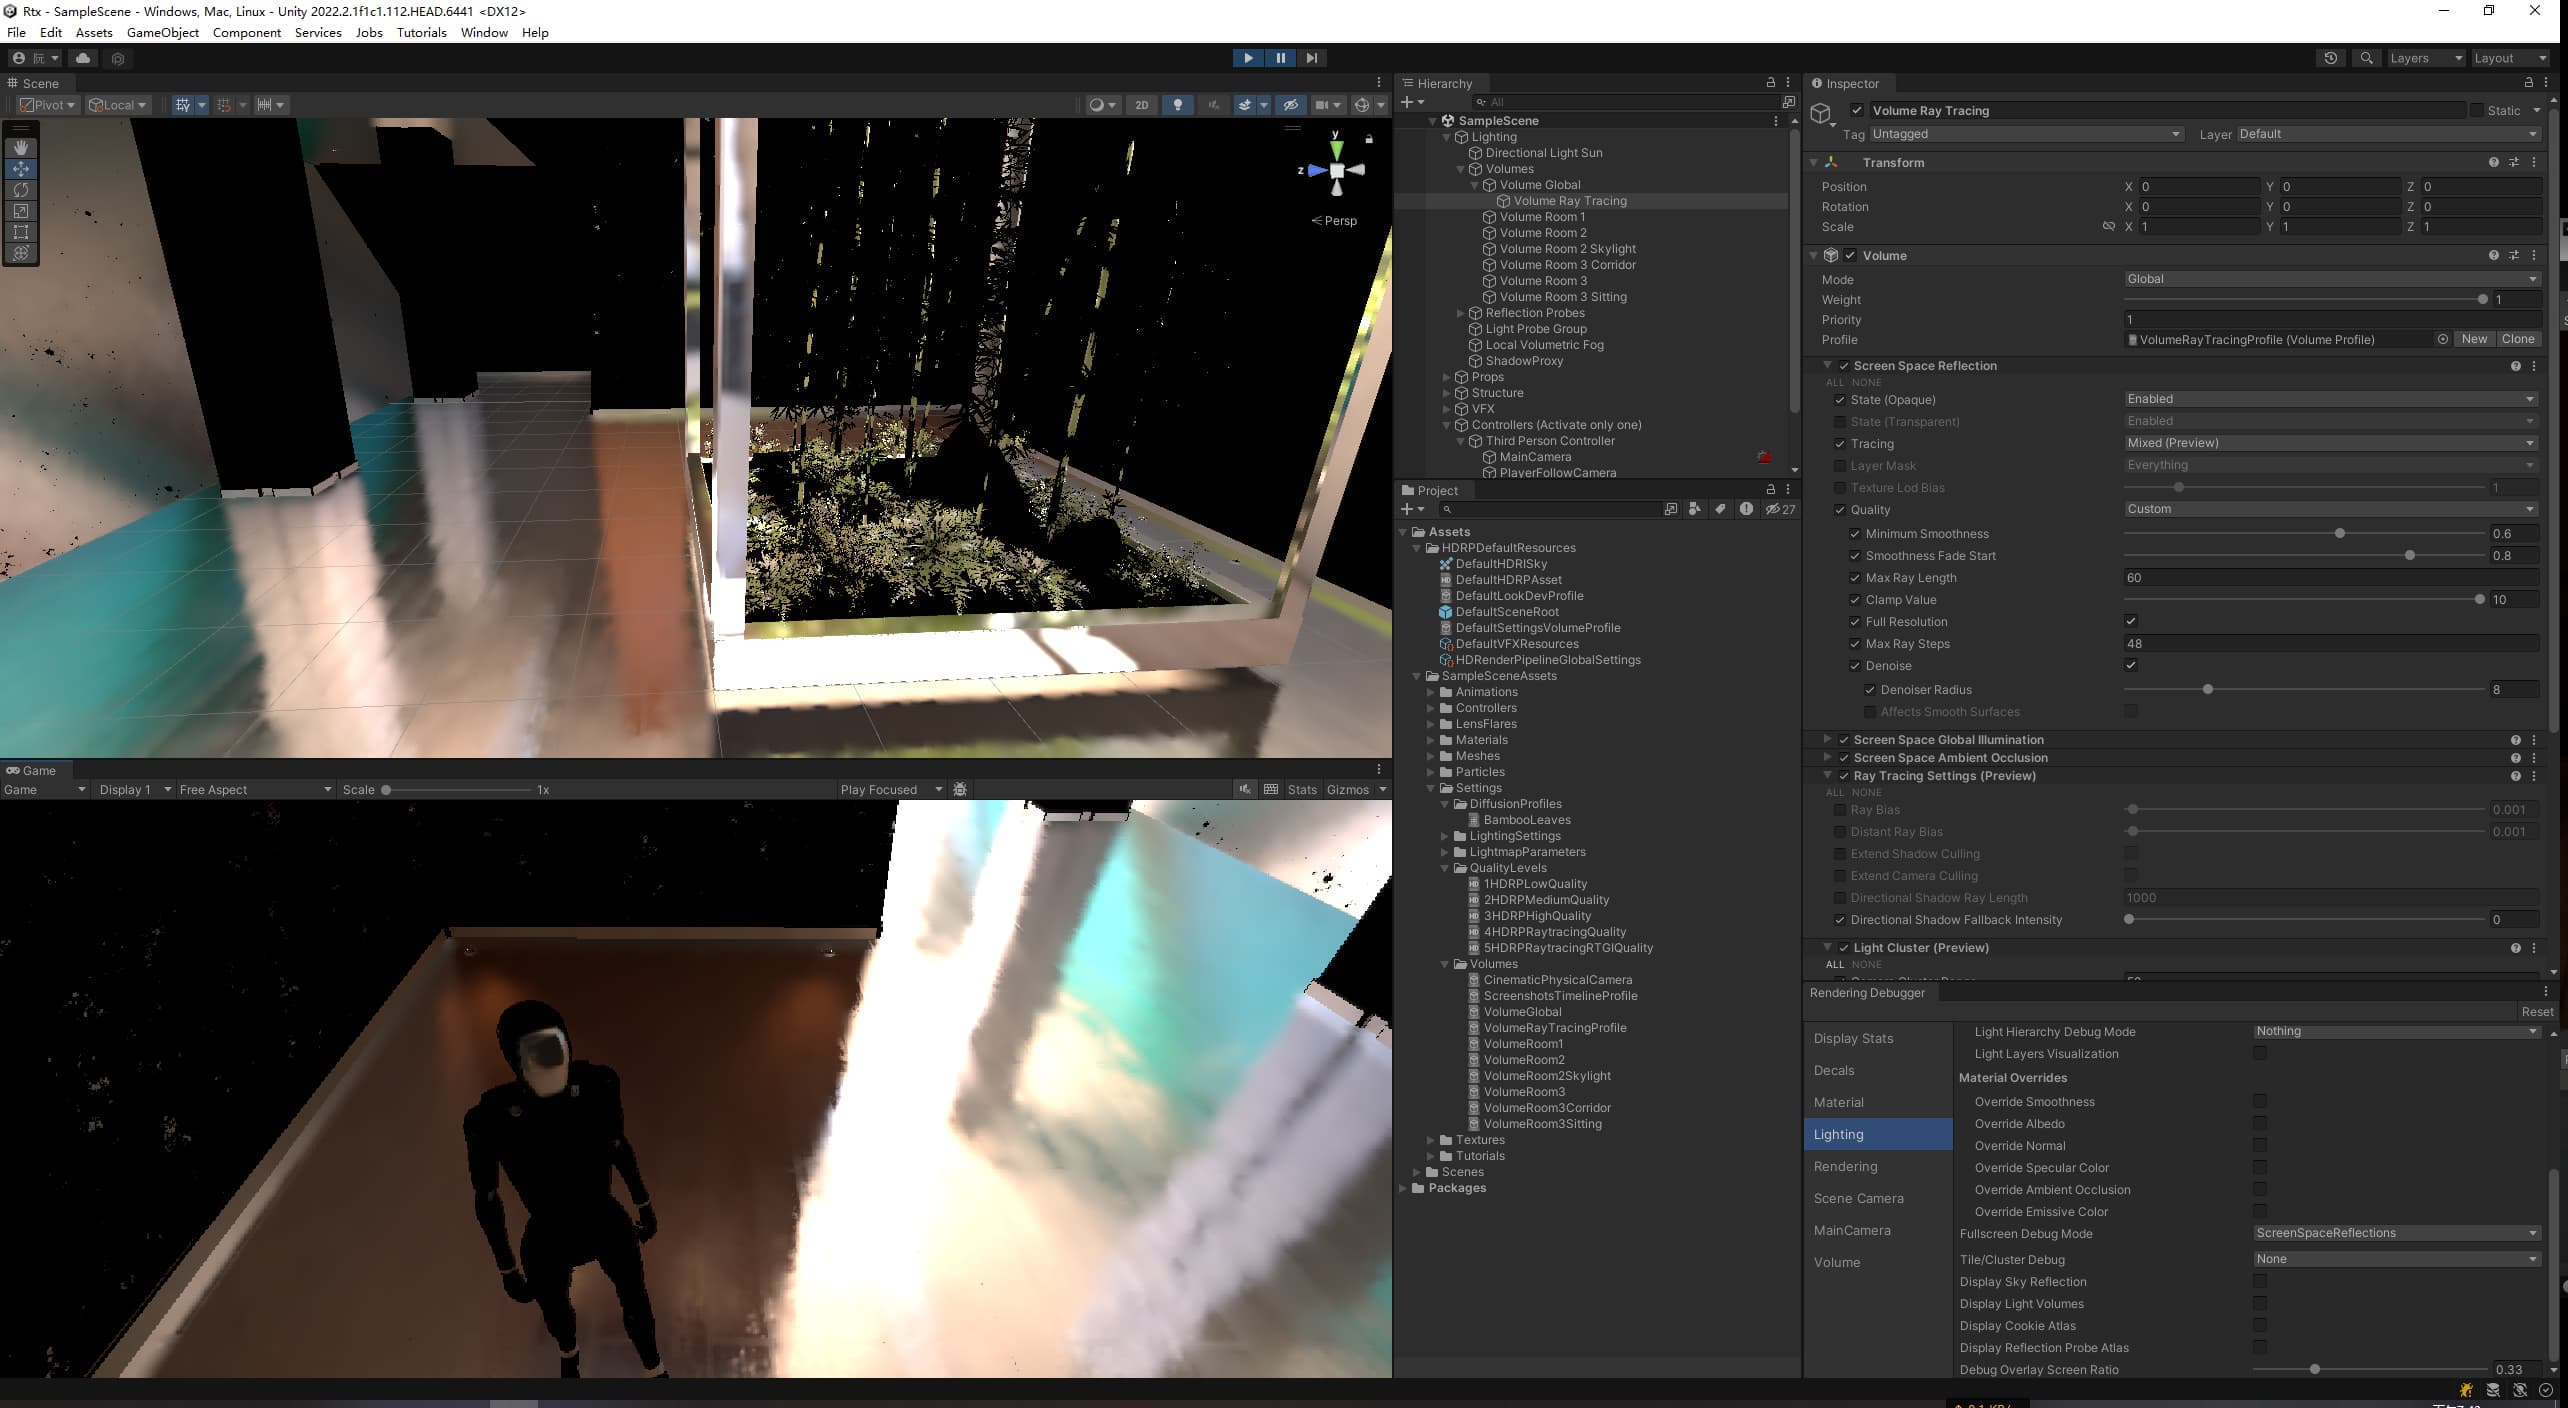 Rtx - SampleScene - Windows, Mac, Linux - Unity 2022.2.1f1c1.112.HEAD.6441 <DX12>
File Edit Assets GameObject Component Services Jobs Tutorials Window Help
阮
Layers Layout
Scene
Pivot Local 2D
y
z
Persp
Game
Game Display 1 Free Aspect Scale 1x Play Focused Stats Gizmos
Hierarchy
All
SampleScene
Lighting
Directional Light Sun
Volumes
Volume Global
Volume Ray Tracing
Volume Room 1
Volume Room 2
Volume Room 2 Skylight
Volume Room 3 Corridor
Volume Room 3
Volume Room 3 Sitting
Reflection Probes
Light Probe Group
Local Volumetric Fog
ShadowProxy
Props
Structure
VFX
Controllers (Activate only one)
Third Person Controller
MainCamera
PlayerFollowCamera
Project
27
Assets
HDRPDefaultResources
DefaultHDRISky
DefaultHDRPAsset
DefaultLookDevProfile
DefaultSceneRoot
DefaultSettingsVolumeProfile
DefaultVFXResources
HDRenderPipelineGlobalSettings
SampleSceneAssets
Animations
Controllers
LensFlares
Materials
Meshes
Particles
Settings
DiffusionProfiles
BambooLeaves
LightingSettings
LightmapParameters
QualityLevels
1HDRPLowQuality
2HDRPMediumQuality
3HDRPHighQuality
4HDRPRaytracingQuality
5HDRPRaytracingRTGIQuality
Volumes
CinematicPhysicalCamera
ScreenshotsTimelineProfile
VolumeGlobal
VolumeRayTracingProfile
VolumeRoom1
VolumeRoom2
VolumeRoom2Skylight
VolumeRoom3
VolumeRoom3Corridor
VolumeRoom3Sitting
Textures
Tutorials
Scenes
Packages
Inspector
Volume Ray Tracing Static
Tag Untagged Layer Default
Transform
Position X 0 Y 0 Z 0
Rotation X 0 Y 0 Z 0
Scale X 1 Y 1 Z 1
Volume
Mode Global
Weight 1
Priority 1
Profile VolumeRayTracingProfile (Volume Profile) New Clone
Screen Space Reflection
ALL NONE
State (Opaque) Enabled
State (Transparent) Enabled
Tracing Mixed (Preview)
Layer Mask Everything
Texture Lod Bias 1
Quality Custom
Minimum Smoothness 0.6
Smoothness Fade Start 0.8
Max Ray Length 60
Clamp Value 10
Full Resolution
Max Ray Steps 48
Denoise
Denoiser Radius 8
Affects Smooth Surfaces
Screen Space Global Illumination
Screen Space Ambient Occlusion
Ray Tracing Settings (Preview)
ALL NONE
Ray Bias 0.001
Distant Ray Bias 0.001
Extend Shadow Culling
Extend Camera Culling
Directional Shadow Ray Length 1000
Directional Shadow Fallback Intensity 0
Light Cluster (Preview)
ALL NONE
Rendering Debugger
Reset
Display Stats
Decals
Material
Lighting
Rendering
Scene Camera
MainCamera
Volume
Light Hierarchy Debug Mode Nothing
Light Layers Visualization
Material Overrides
Override Smoothness
Override Albedo
Override Normal
Override Specular Color
Override Ambient Occlusion
Override Emissive Color
Fullscreen Debug Mode ScreenSpaceReflections
Tile/Cluster Debug None
Display Sky Reflection
Display Light Volumes
Display Cookie Atlas
Display Reflection Probe Atlas
Debug Overlay Screen Ratio 0.33